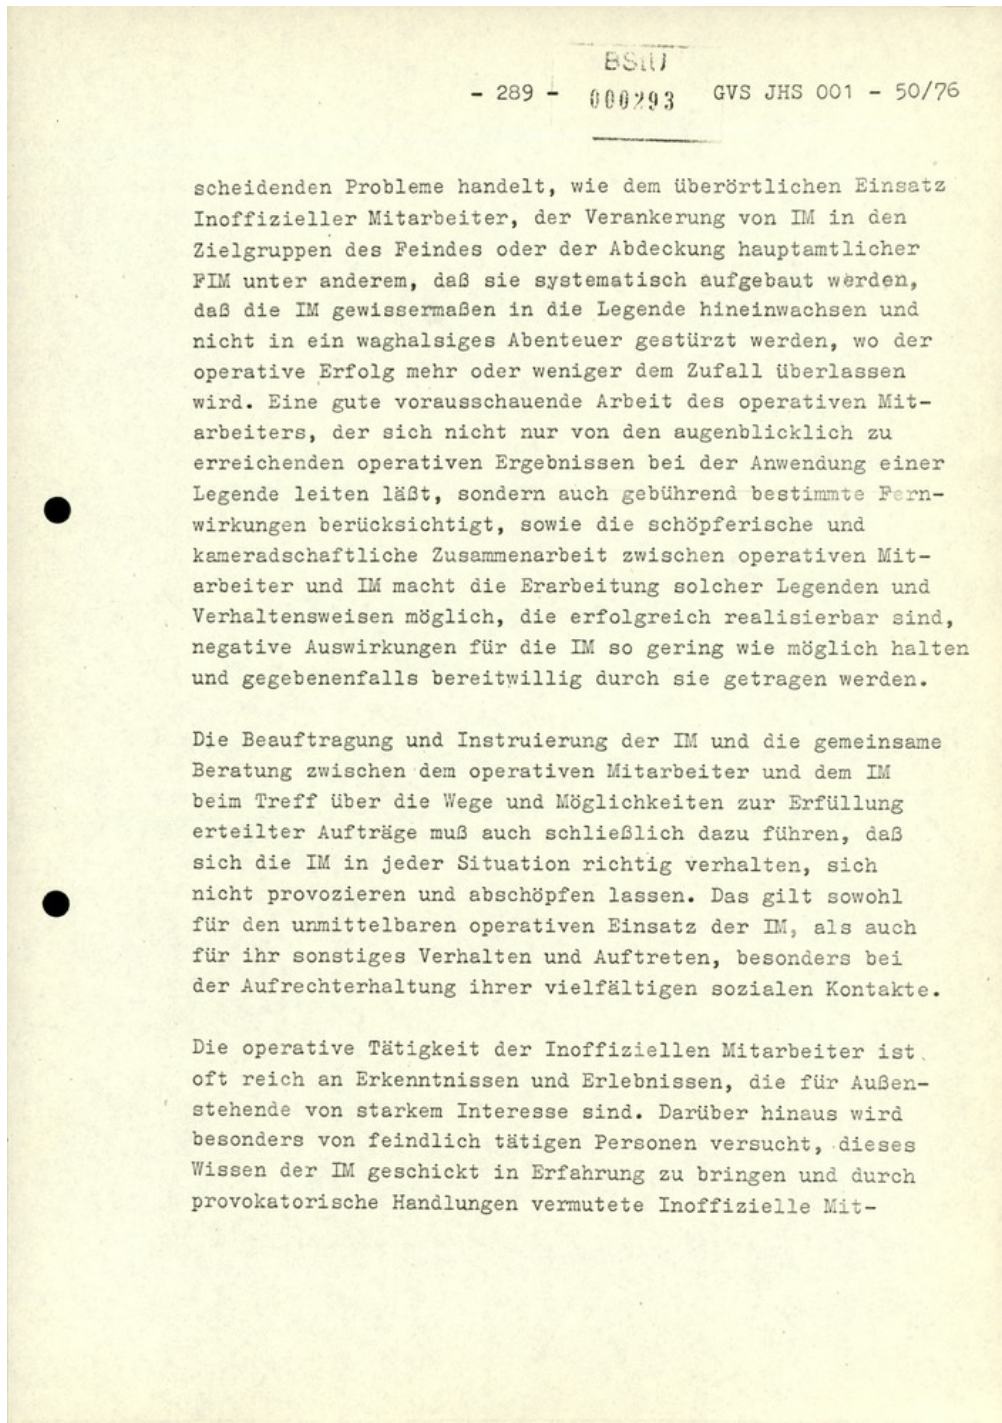 BStU
- 289 - 000293 GVS JHS 001 - 50/76
scheidenden Probleme handelt, wie dem überörtlichen Einsatz
Inoffizieller Mitarbeiter, der Verankerung von IM in den
Zielgruppen des Feindes oder der Abdeckung hauptamtlicher
FIM unter anderem, daß sie systematisch aufgebaut werden,
daß die IM gewissermaßen in die Legende hineinwachsen und
nicht in ein waghalsiges Abenteuer gestürzt werden, wo der
operative Erfolg mehr oder weniger dem Zufall überlassen
wird. Eine gute vorausschauende Arbeit des operativen Mit-
arbeiters, der sich nicht nur von den augenblicklich zu
erreichenden operativen Ergebnissen bei der Anwendung einer
Legende leiten läßt, sondern auch gebührend bestimmte Fern-
wirkungen berücksichtigt, sowie die schöpferische und
kameradschaftliche Zusammenarbeit zwischen operativen Mit-
arbeiter und IM macht die Erarbeitung solcher Legenden und
Verhaltensweisen möglich, die erfolgreich realisierbar sind,
negative Auswirkungen für die IM so gering wie möglich halten
und gegebenenfalls bereitwillig durch sie getragen werden.
Die Beauftragung und Instruierung der IM und die gemeinsame
Beratung zwischen dem operativen Mitarbeiter und dem IM
beim Treff über die Wege und Möglichkeiten zur Erfüllung
erteilter Aufträge muß auch schließlich dazu führen, daß
sich die IM in jeder Situation richtig verhalten, sich
nicht provozieren und abschöpfen lassen. Das gilt sowohl
für den unmittelbaren operativen Einsatz der IM, als auch
für ihr sonstiges Verhalten und Auftreten, besonders bei
der Aufrechterhaltung ihrer vielfältigen sozialen Kontakte.
Die operative Tätigkeit der Inoffiziellen Mitarbeiter ist
oft reich an Erkenntnissen und Erlebnissen, die für Außen-
stehende von starkem Interesse sind. Darüber hinaus wird
besonders von feindlich tätigen Personen versucht, dieses
Wissen der IM geschickt in Erfahrung zu bringen und durch
provokatorische Handlungen vermutete Inoffizielle Mit-